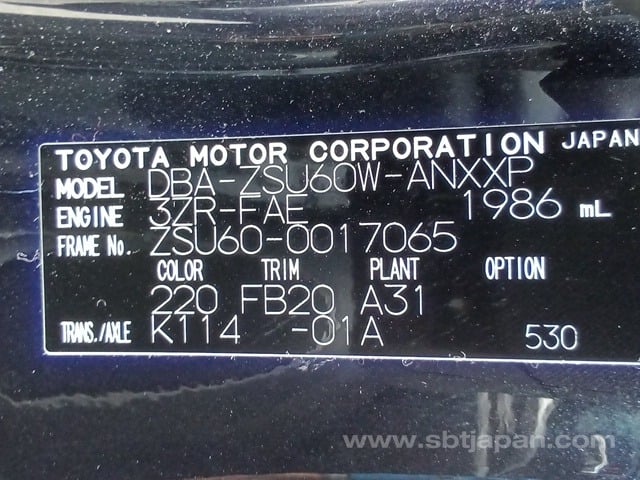 TOYOTA MOTOR CORPORATION JAPAN
MODEL DBA-ZSU60W-ANXXP
ENGINE 3ZR-FAE 1986 mL
FRAME No. ZSU60-0017065
COLOR TRIM PLANT OPTION
220 FB20 A31
TRANS./AXLE K114 -01A 530
www.sbtjapan.com